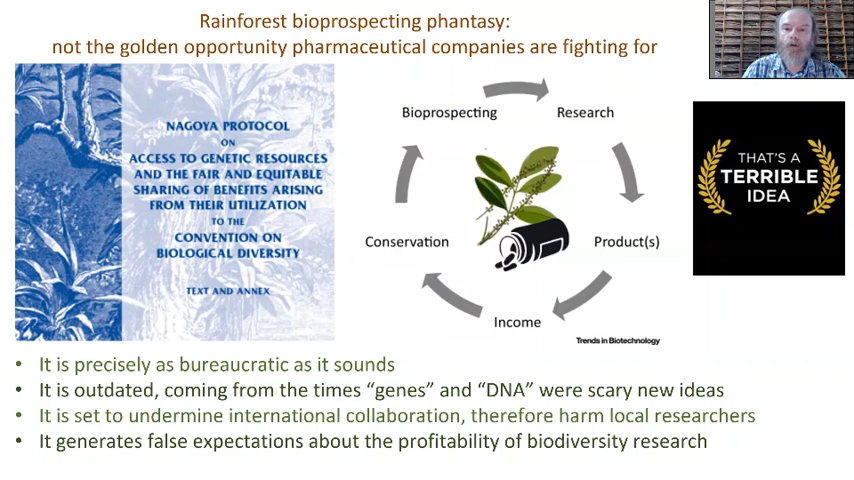 Rainforest bioprospecting phantasy:
not the golden opportunity pharmaceutical companies are fighting for
NAGOYA PROTOCOL
ON
ACCESS TO GENETIC RESOURCES
AND THE FAIR AND EQUITABLE
SHARING OF BENEFITS ARISING
FROM THEIR UTILIZATION
TO THE
CONVENTION ON
BIOLOGICAL DIVERSITY
TEXT AND ANNEX
Bioprospecting
Research
Conservation
Product(s)
Income
Trends in Biotechnology
THAT'S A
TERRIBLE
IDEA
• It is precisely as bureaucratic as it sounds
• It is outdated, coming from the times “genes” and “DNA” were scary new ideas
• It is set to undermine international collaboration, therefore harm local researchers
• It generates false expectations about the profitability of biodiversity research